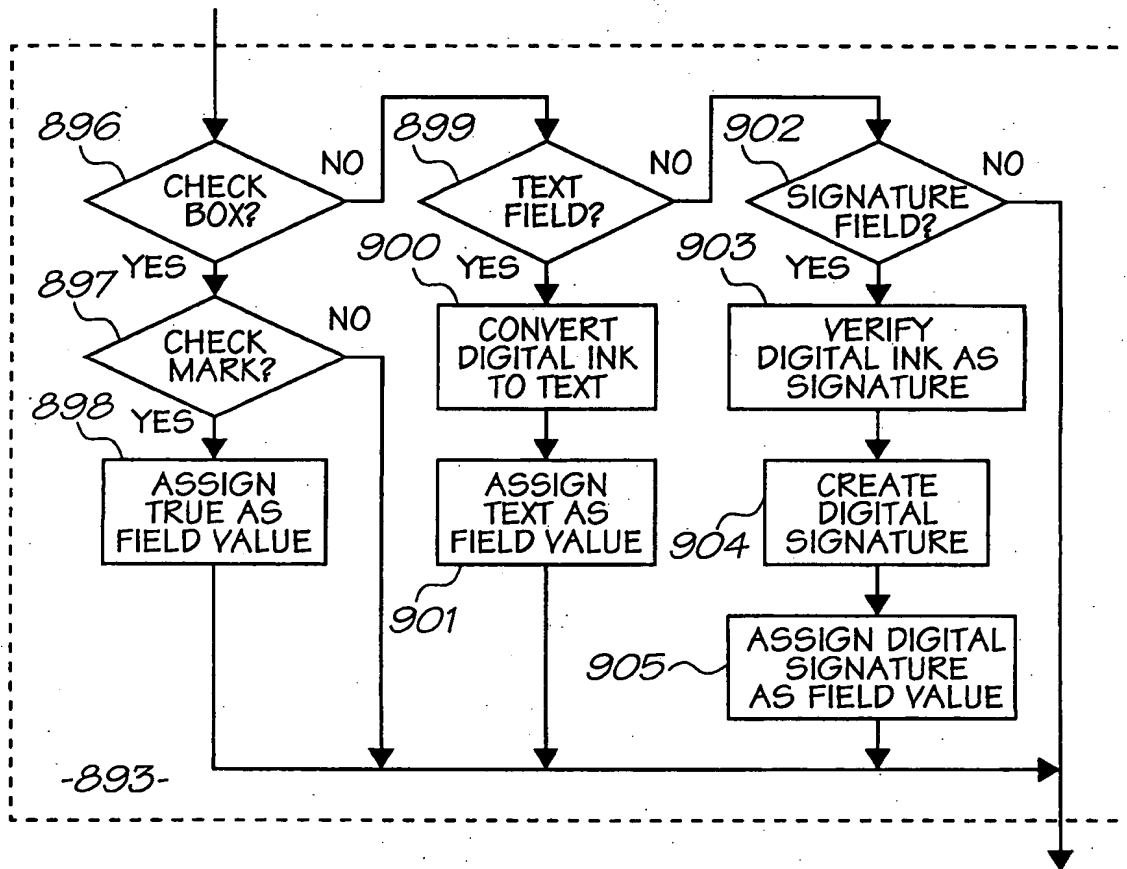 896
CHECK
BOX?
NO
YES
897
CHECK
MARK?
NO
YES
898
ASSIGN
TRUE AS
FIELD VALUE
899
TEXT
FIELD?
NO
YES
900
CONVERT
DIGITAL INK
TO TEXT
ASSIGN
TEXT AS
FIELD VALUE
901
902
SIGNATURE
FIELD?
NO
YES
903
VERIFY
DIGITAL INK AS
SIGNATURE
CREATE
DIGITAL
SIGNATURE
904
ASSIGN DIGITAL
SIGNATURE
AS FIELD VALUE
905
-893-